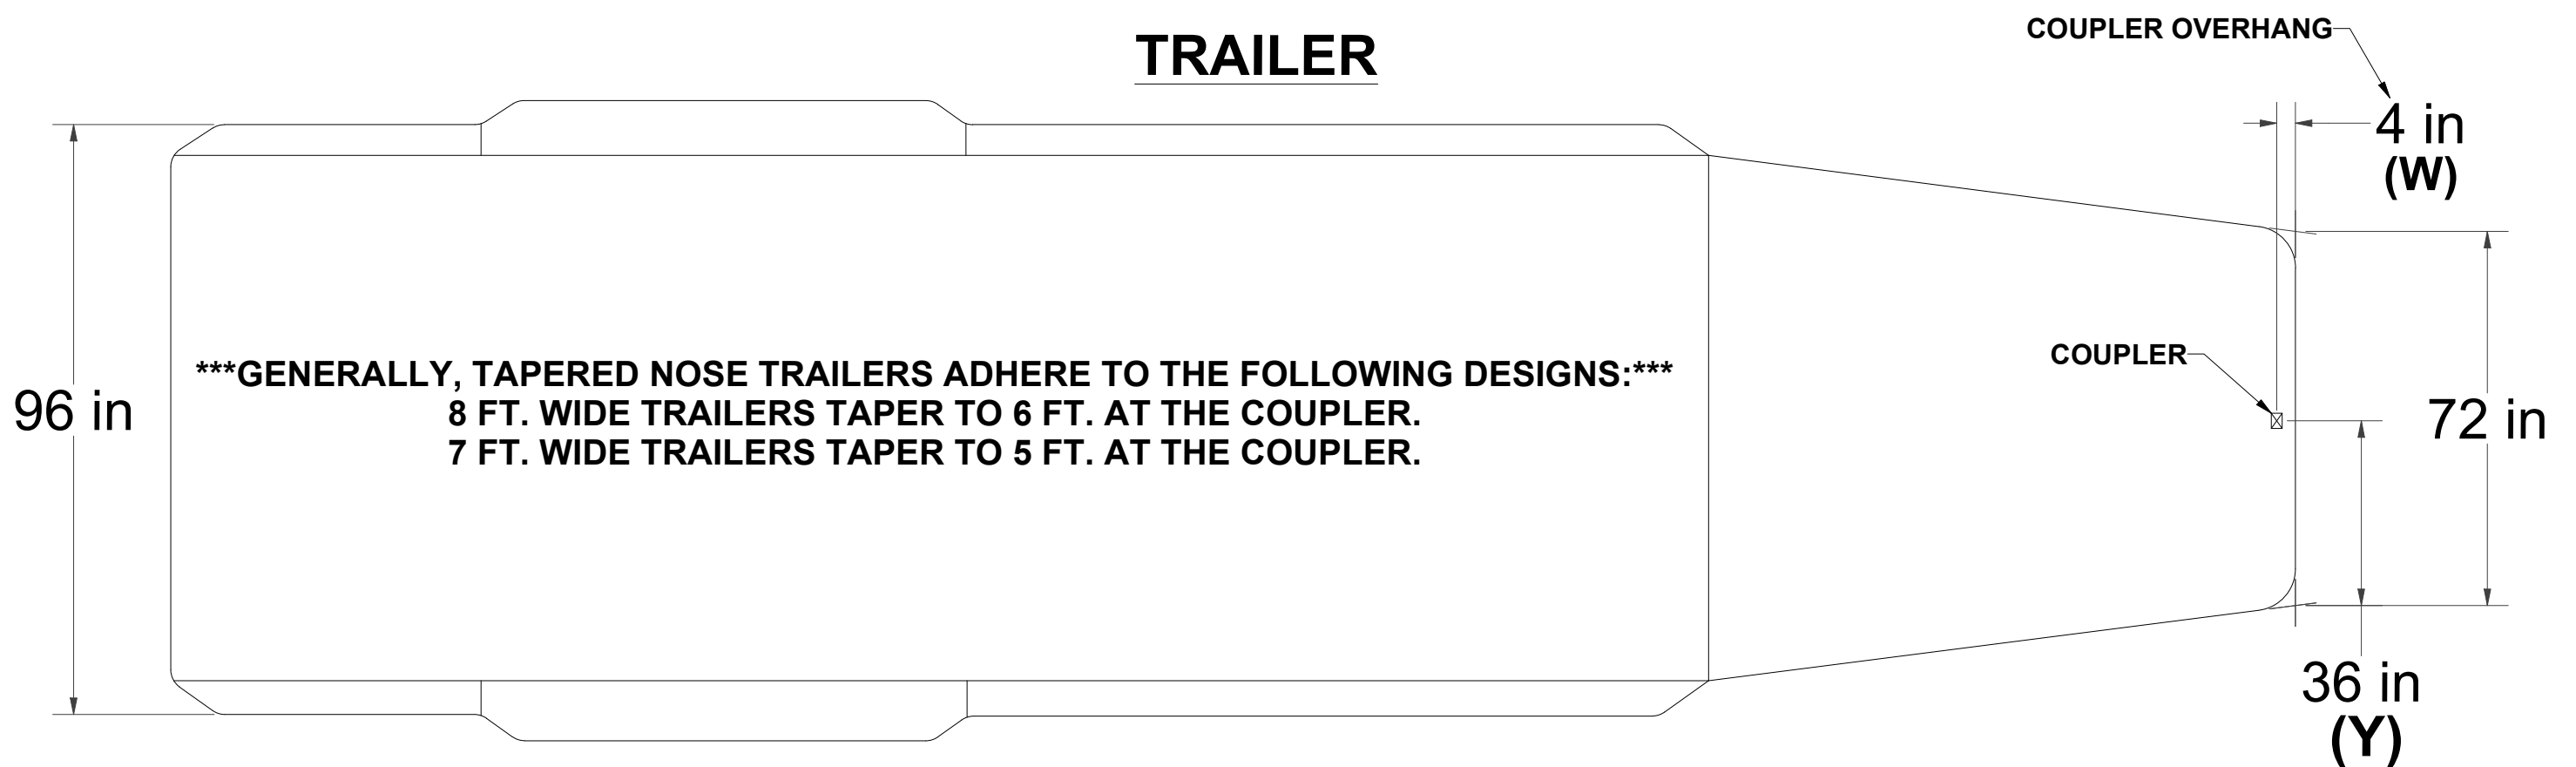 TRAILER
COUPLER OVERHANG
4 in
(W)
***GENERALLY, TAPERED NOSE TRAILERS ADHERE TO THE FOLLOWING DESIGNS:***
8 FT. WIDE TRAILERS TAPER TO 6 FT. AT THE COUPLER.
7 FT. WIDE TRAILERS TAPER TO 5 FT. AT THE COUPLER.
96 in
COUPLER
72 in
36 in
(Y)